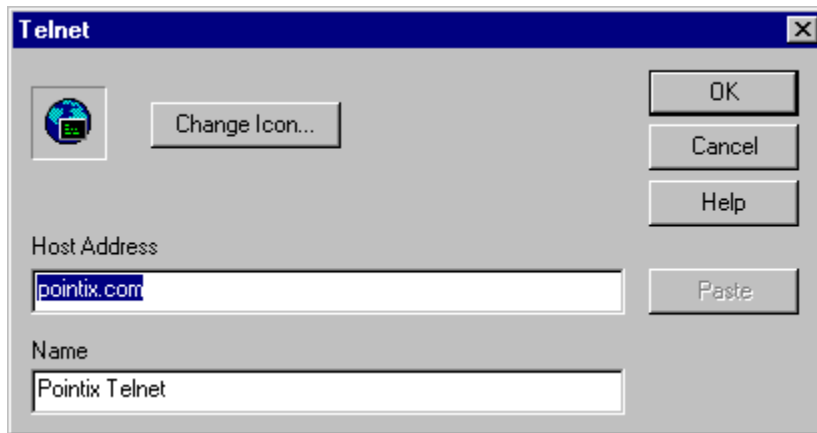 Telnet
Change Icon...
OK
Cancel
Help
Host Address
pointix.com
Paste
Name
Pointix Telnet